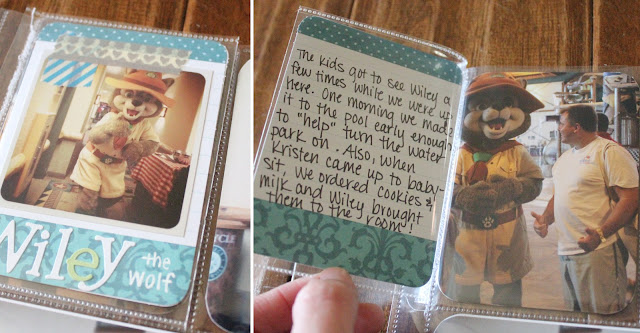 Wiley
the
Wolf
The kids got to see Wiley a
few times while we were up
here. One morning we made
it to the pool early enough
to "help" turn the water
park on. Also, when
Kristen came up to baby-
sit, we ordered cookies &
milk and Wiley brought
them to the room!